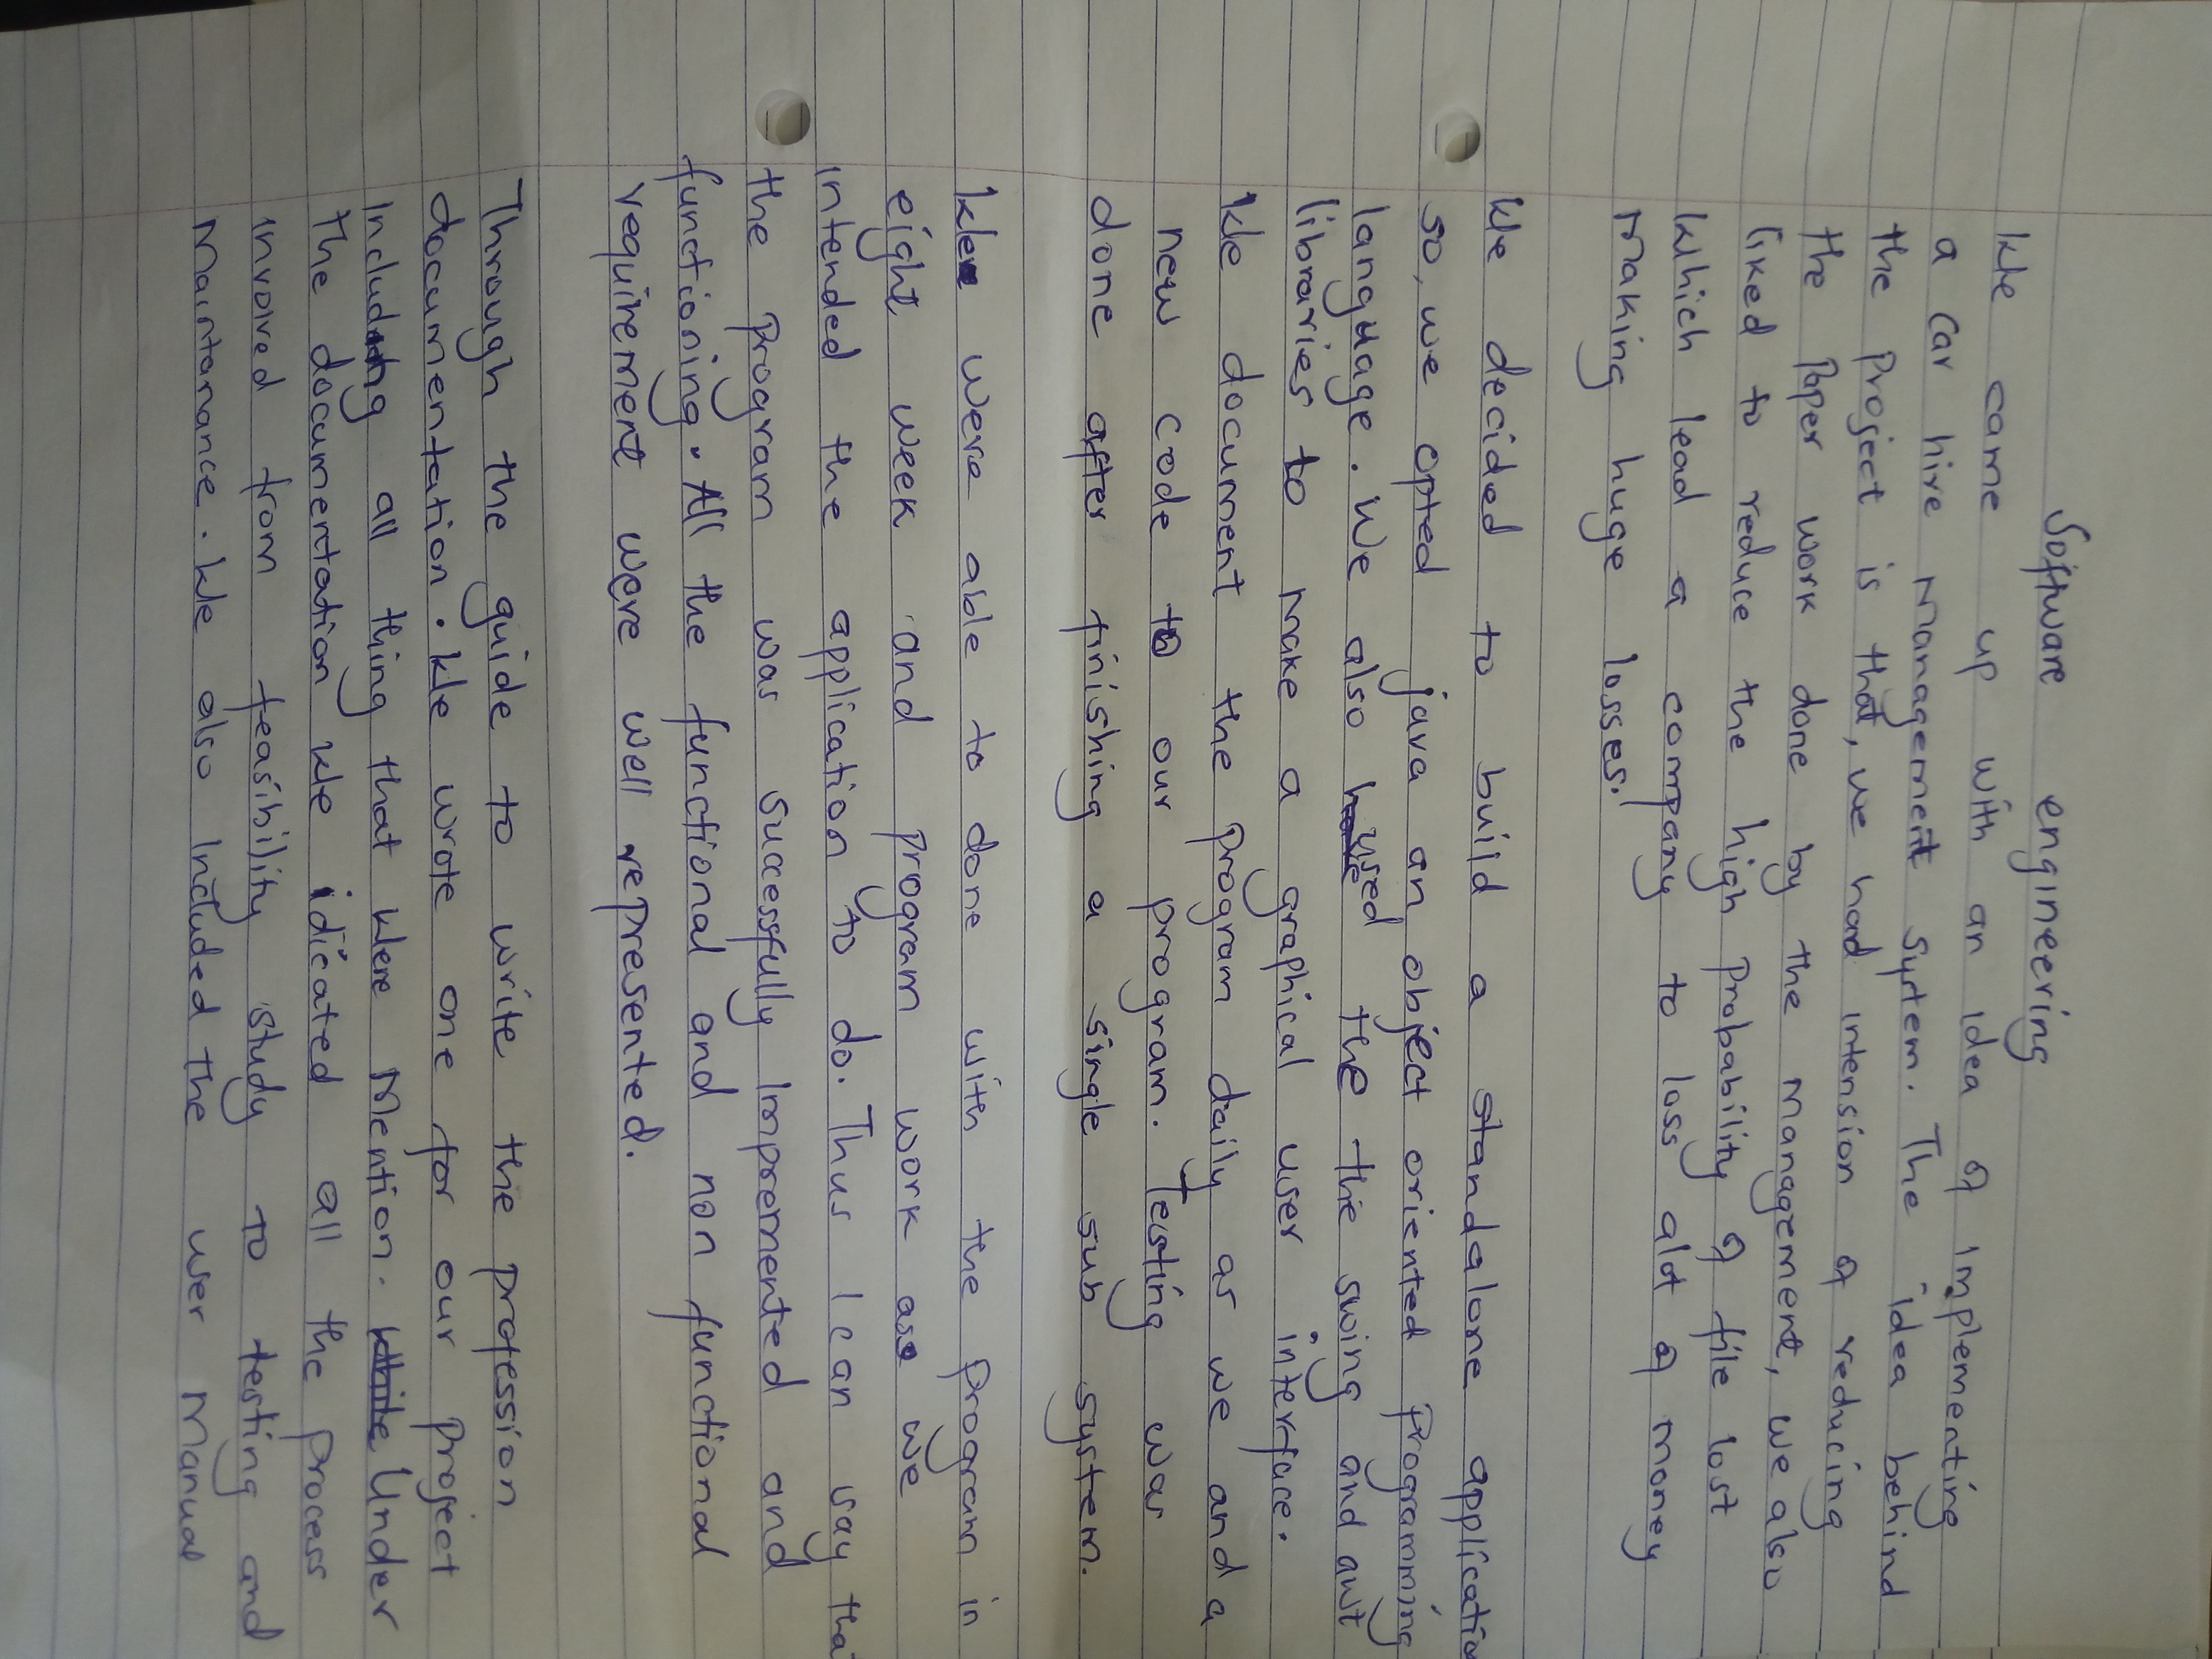 Software engineering
We came up with an idea of implementing
a car hire management system. The idea behind
the project is that, we had intension of reducing
the paper work done by the management, we also
liked to reduce the high probability of file lost
which lead a company to loss alot of money
making huge losses.
We decided to build a standalone applicatio
so, we opted java an object oriented programming
language. We also used the the swing and awt
libraries to make a graphical user interface.
We document the program daily as we and a
new code to our program. Testing was
done after finishing a single sub system.
We were able to done with the program in
eight week and program work as we
intended the application to do. Thus I can say tha
the program was successfully impremented and
functioning. All the functional and non functional
requirement were well represented.
Through the guide to write the profession
documentation. We wrote one for our project
including all thing that were mention. Under
the documentation we idicated all the process
involved from feasibility study to testing and
maintanance. We also included the user manual